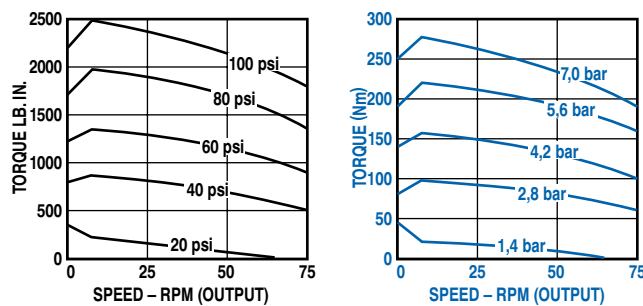 TORQUE LB. IN.
2500
2000
1500
1000
500
0
100 psi
80 psi
60 psi
40 psi
20 psi
0 25 50 75
SPEED – RPM (OUTPUT)
TORQUE (Nm)
300
250
200
150
100
50
0
7,0 bar
5,6 bar
4,2 bar
2,8 bar
1,4 bar
0 25 50 75
SPEED – RPM (OUTPUT)